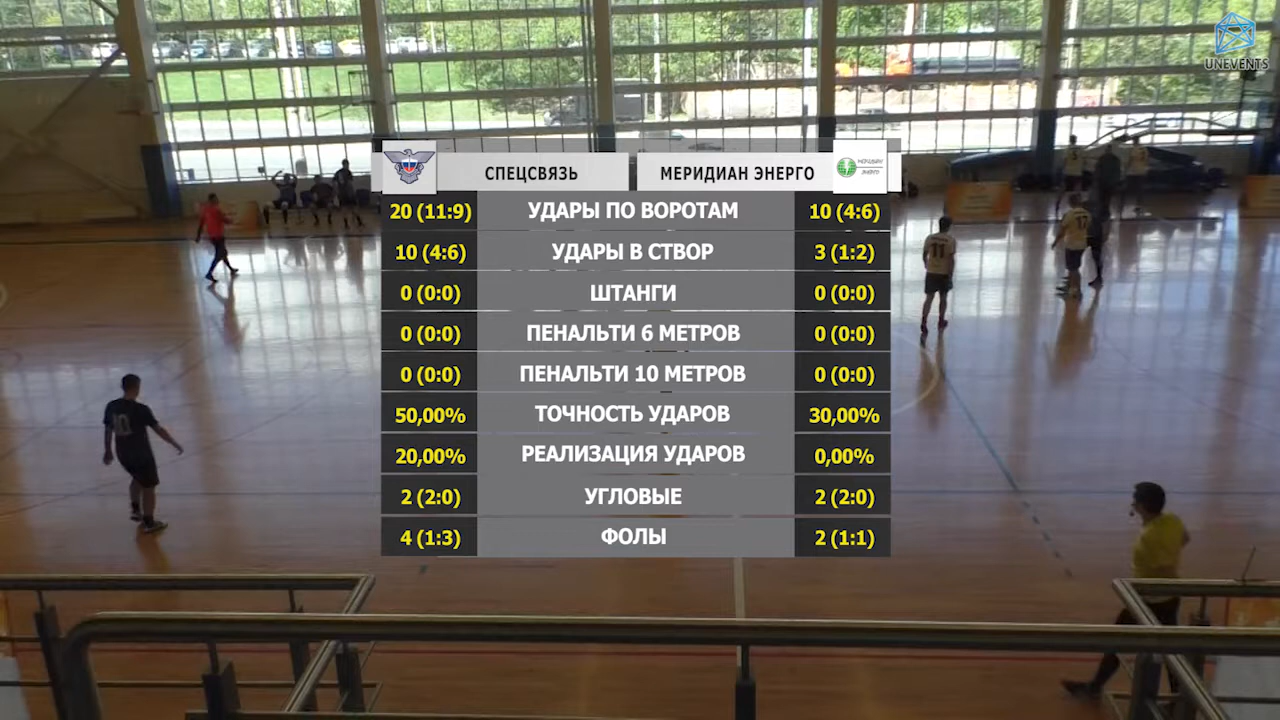 UNEVENTS
СПЕЦСВЯЗЬ МЕРИДИАН ЭНЕРГО
20 (11:9) УДАРЫ ПО ВОРОТАМ 10 (4:6)
10 (4:6) УДАРЫ В СТВОР 3 (1:2)
0 (0:0) ШТАНГИ 0 (0:0)
0 (0:0) ПЕНАЛЬТИ 6 МЕТРОВ 0 (0:0)
0 (0:0) ПЕНАЛЬТИ 10 МЕТРОВ 0 (0:0)
50,00% ТОЧНОСТЬ УДАРОВ 30,00%
20,00% РЕАЛИЗАЦИЯ УДАРОВ 0,00%
2 (2:0) УГЛОВЫЕ 2 (2:0)
4 (1:3) ФОЛЫ 2 (1:1)
11
12
10